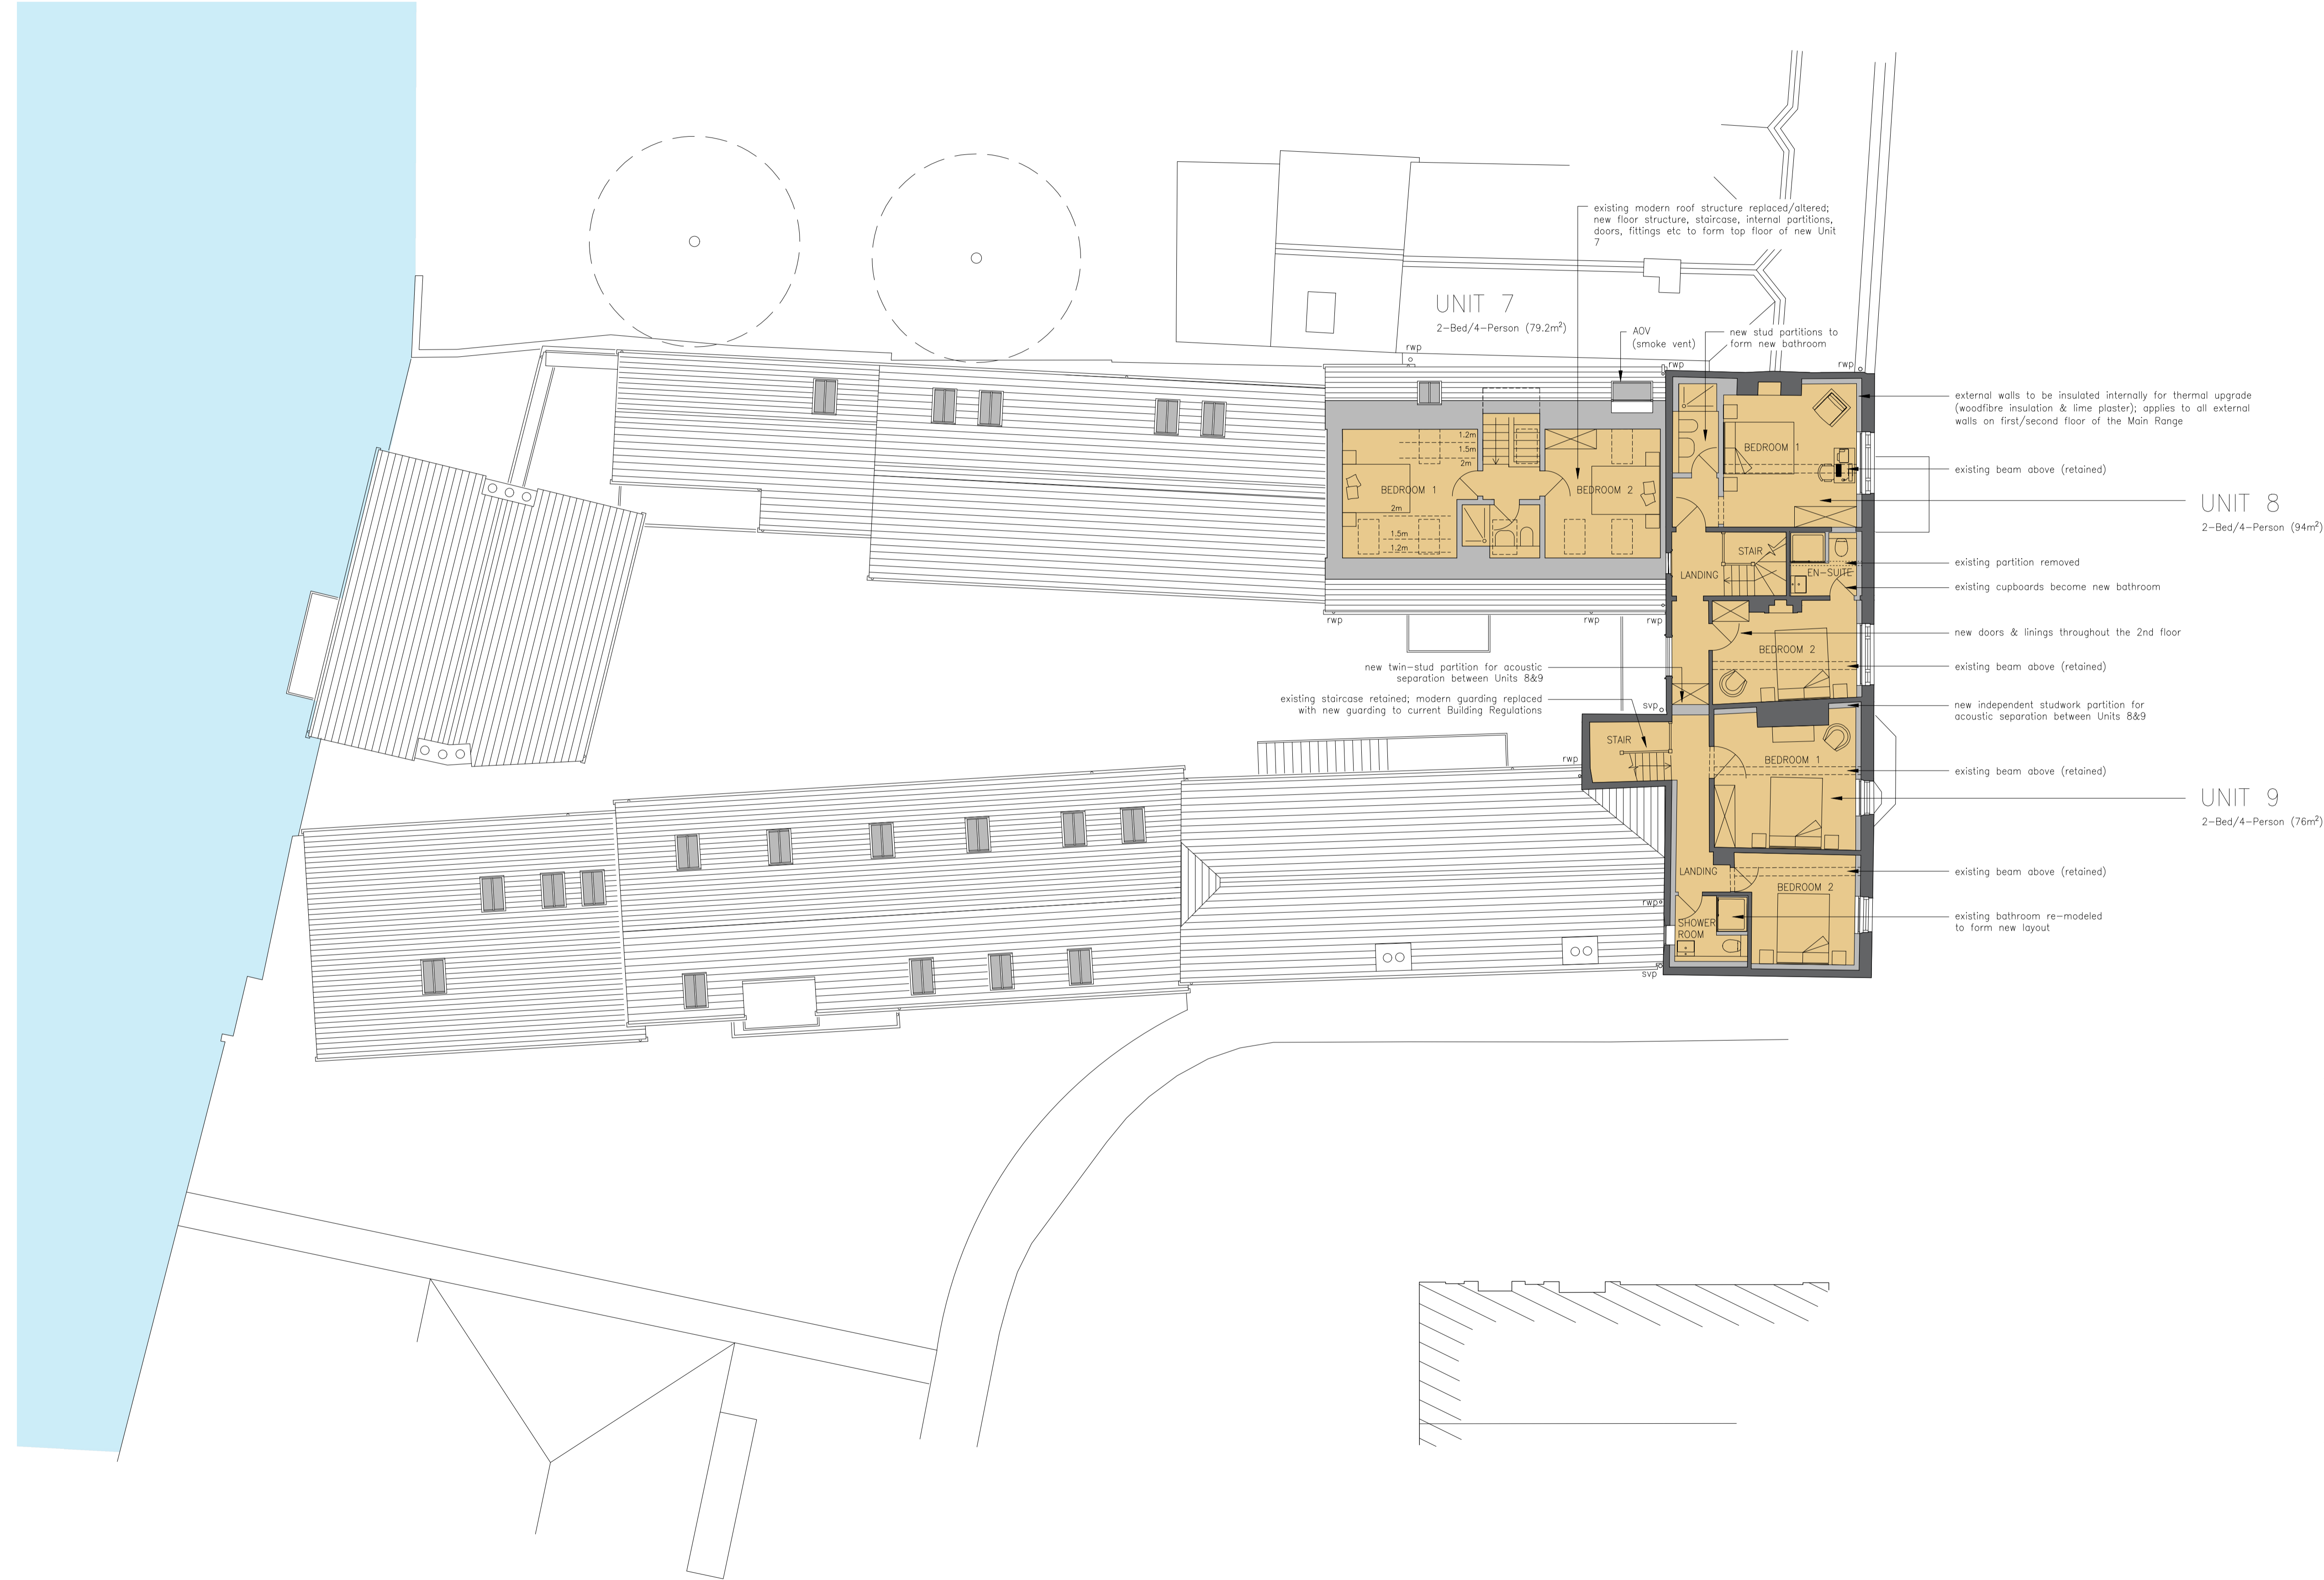 existing modern roof structure replaced/altered;
new floor structure, staircase, internal partitions,
doors, fittings etc to form top floor of new Unit
7
UNIT 7
2-Bed/4-Person (79.2m²)
AOV
(smoke vent)
new stud partitions to
form new bathroom
rwp
rwp
rwp
external walls to be insulated internally for thermal upgrade
(woodfibre insulation & lime plaster); applies to all external
walls on first/second floor of the Main Range
1.2m
1.5m
2m
BEDROOM 1
BEDROOM 2
2m
1.5m
1.2m
BEDROOM 1
existing beam above (retained)
UNIT 8
2-Bed/4-Person (94m²)
STAIR
LANDING
EN-SUITE
existing partition removed
existing cupboards become new bathroom
rwp
rwp
rwp
new doors & linings throughout the 2nd floor
BEDROOM 2
existing beam above (retained)
new twin-stud partition for acoustic
separation between Units 8&9
existing staircase retained; modern guarding replaced
with new guarding to current Building Regulations
svp
new independent studwork partition for
acoustic separation between Units 8&9
STAIR
rwp
BEDROOM 1
existing beam above (retained)
UNIT 9
2-Bed/4-Person (76m²)
LANDING
BEDROOM 2
existing beam above (retained)
rwp
SHOWER
ROOM
existing bathroom re-modeled
to form new layout
svp